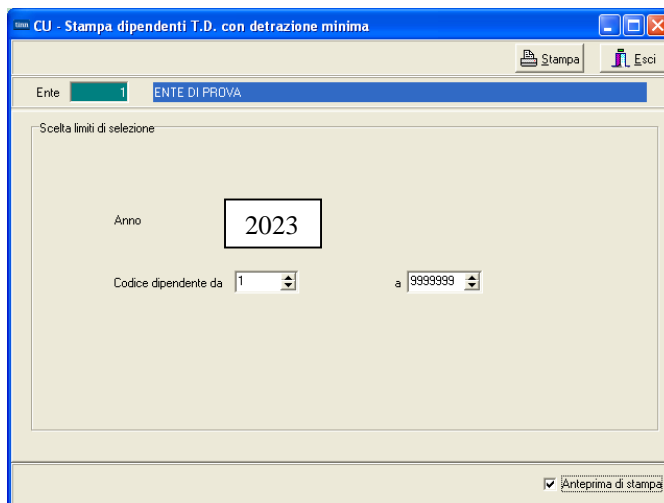 CU - Stampa dipendenti T.D. con detrazione minima
Stampa Esci
Ente 1 ENTE DI PROVA
Scelta limiti di selezione
Anno 2023
Codice dipendente da 1 a 9999999
Anteprima di stampa